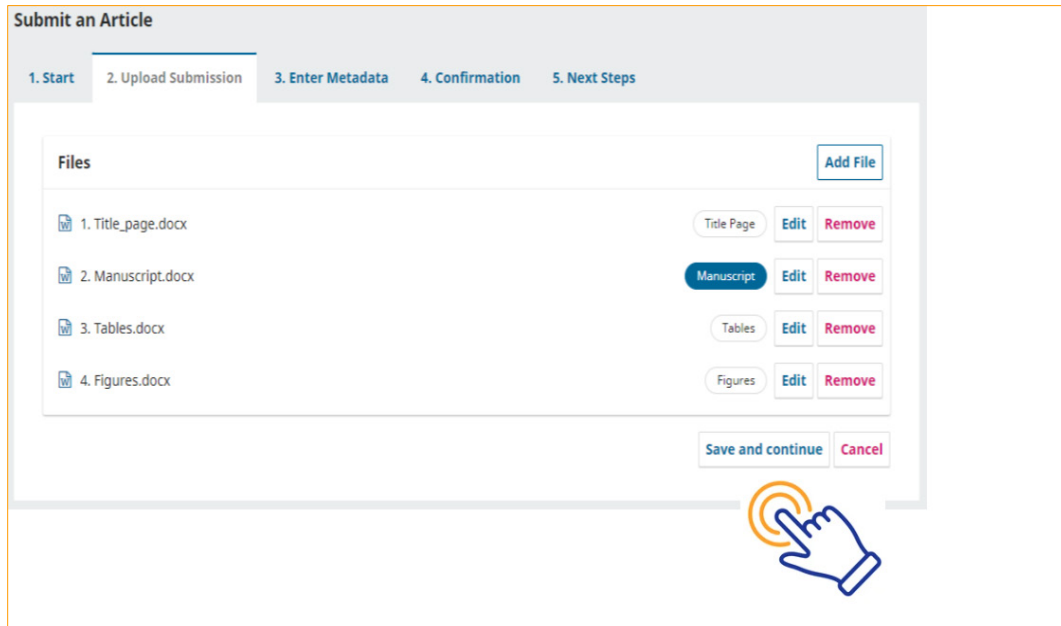 Submit an Article
1. Start 2. Upload Submission 3. Enter Metadata 4. Confirmation 5. Next Steps
Files Add File
1. Title_page.docx Title Page Edit Remove
2. Manuscript.docx Manuscript Edit Remove
3. Tables.docx Tables Edit Remove
4. Figures.docx Figures Edit Remove
Save and continue Cancel